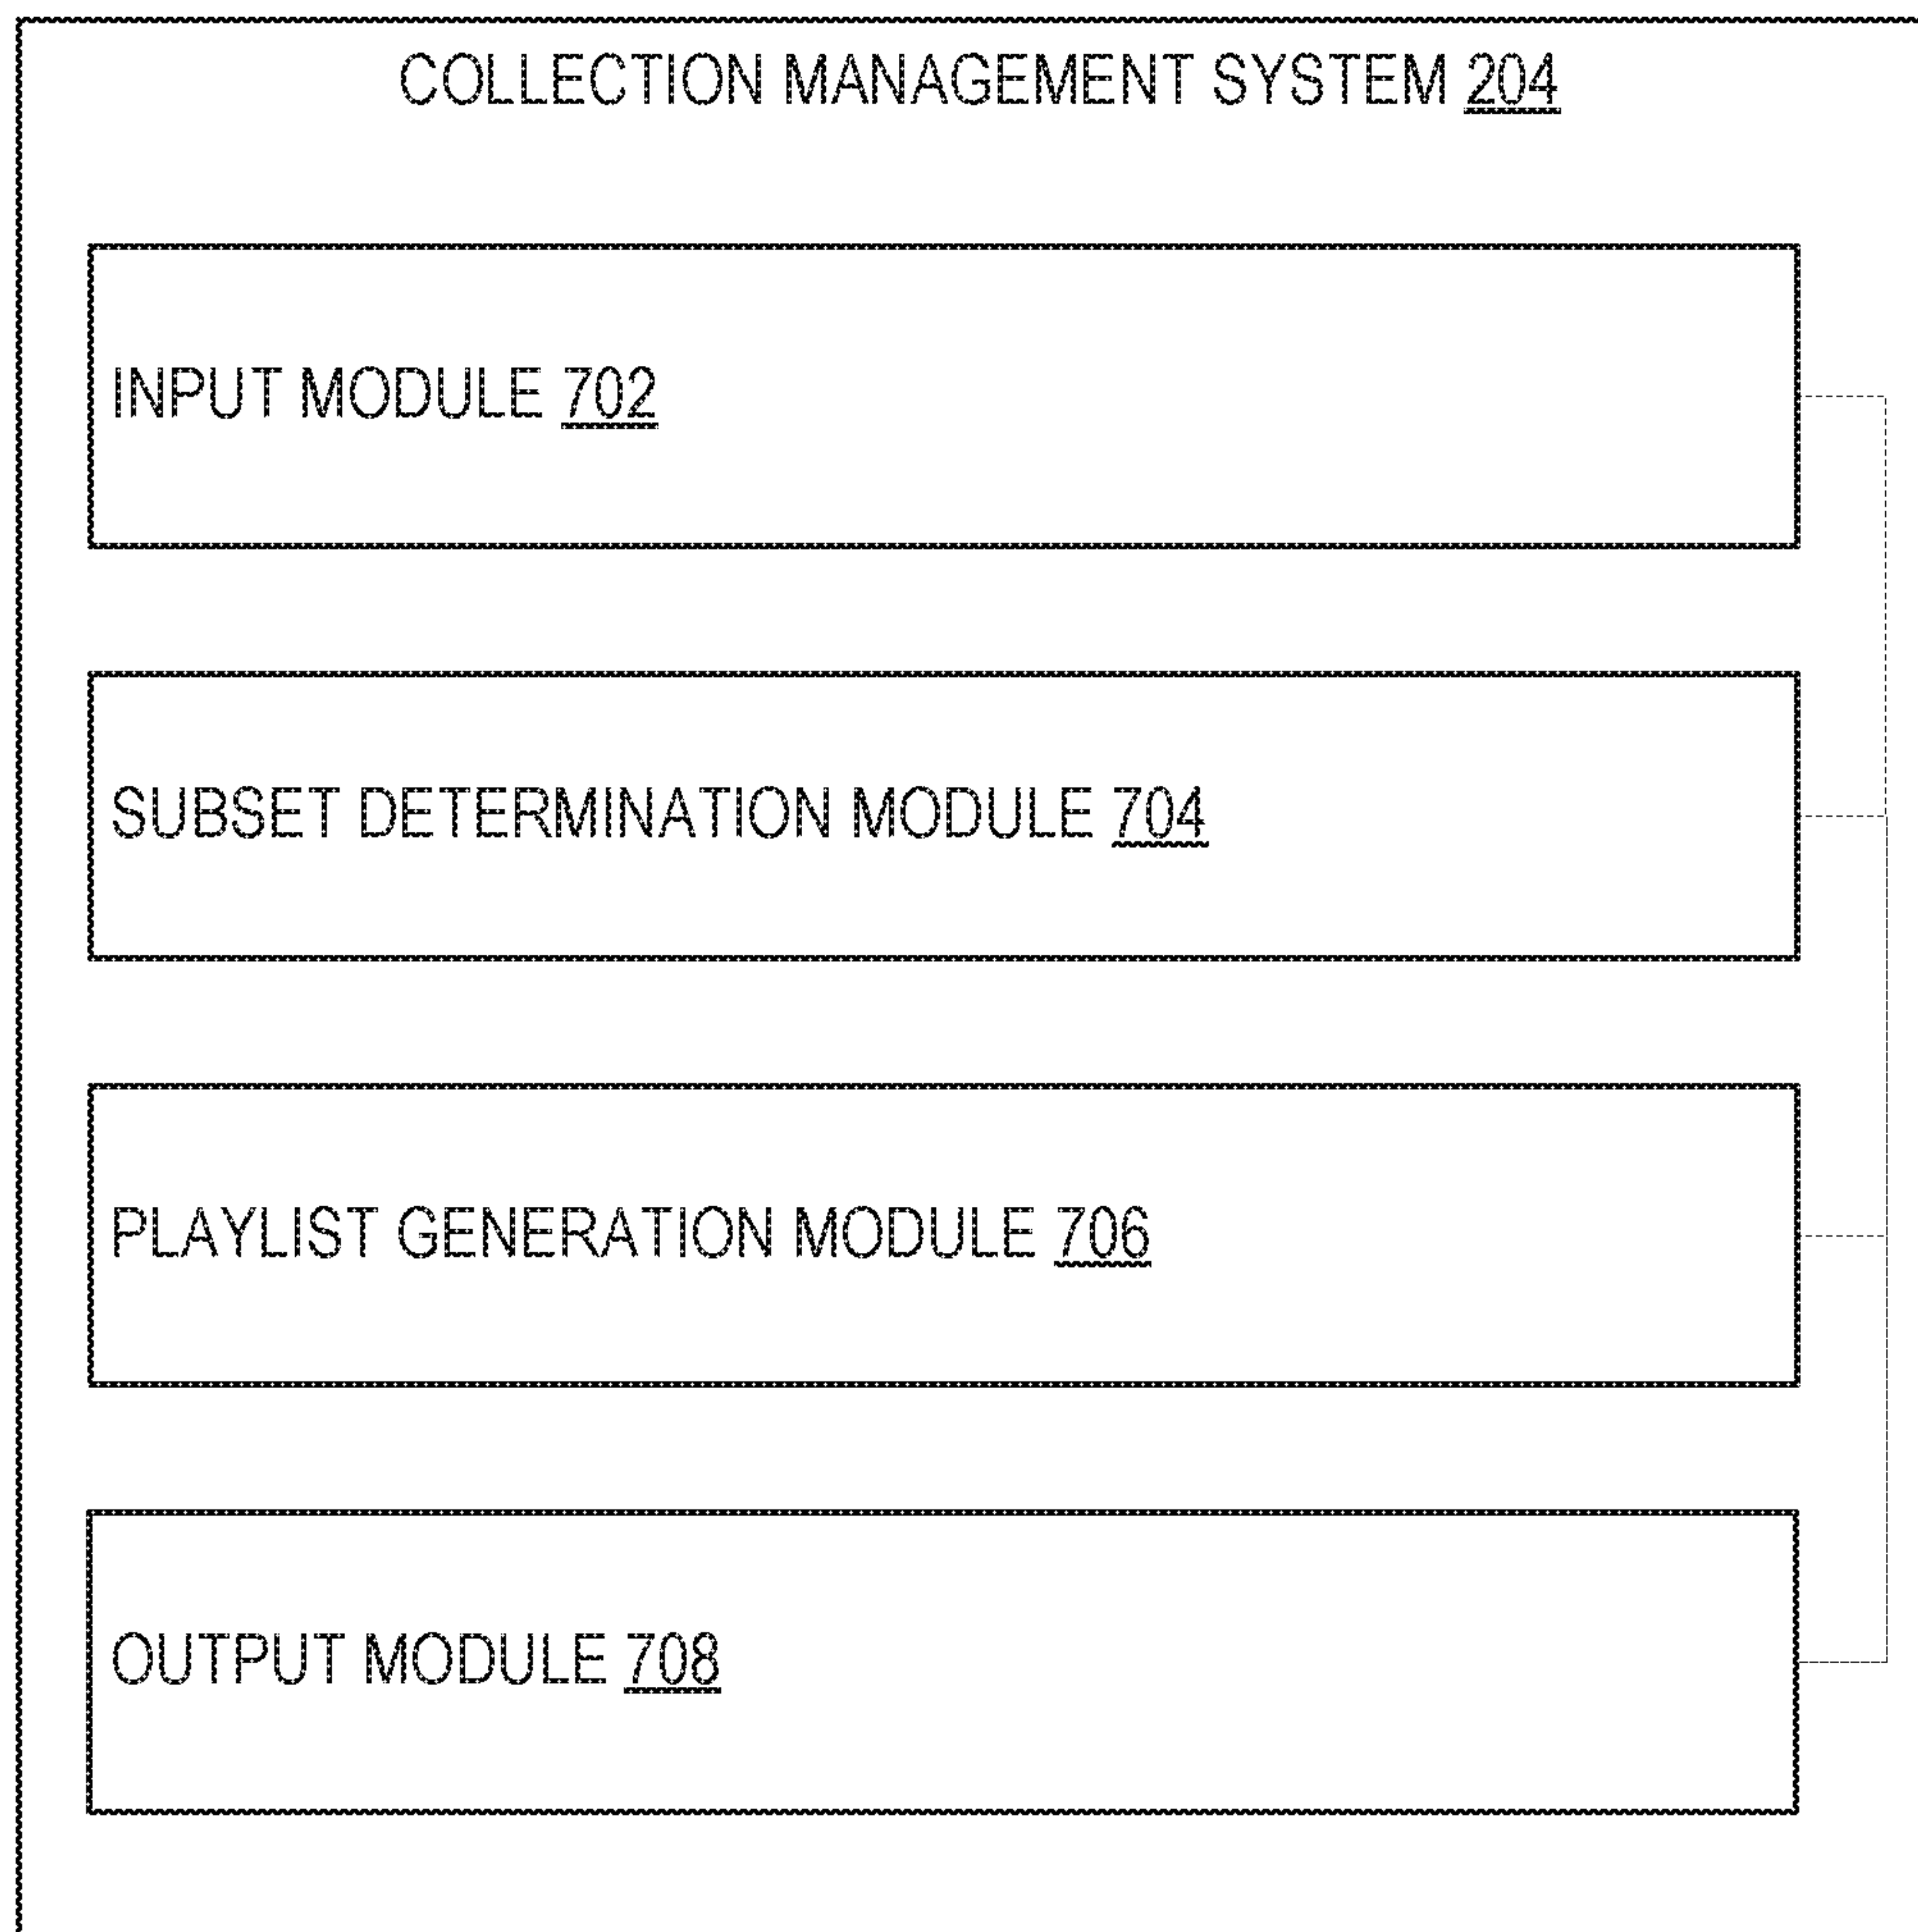 COLLECTION MANAGEMENT SYSTEM 204
INPUT MODULE 702
SUBSET DETERMINATION MODULE 704
PLAYLIST GENERATION MODULE 706
OUTPUT MODULE 708